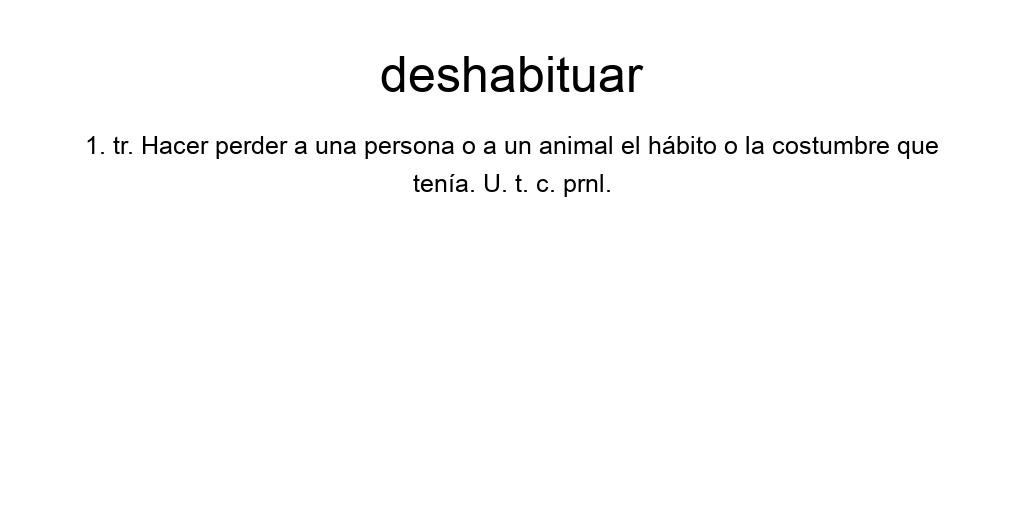 deshabituar
1. tr. Hacer perder a una persona o a un animal el hábito o la costumbre que
tenía. U. t. c. prnl.